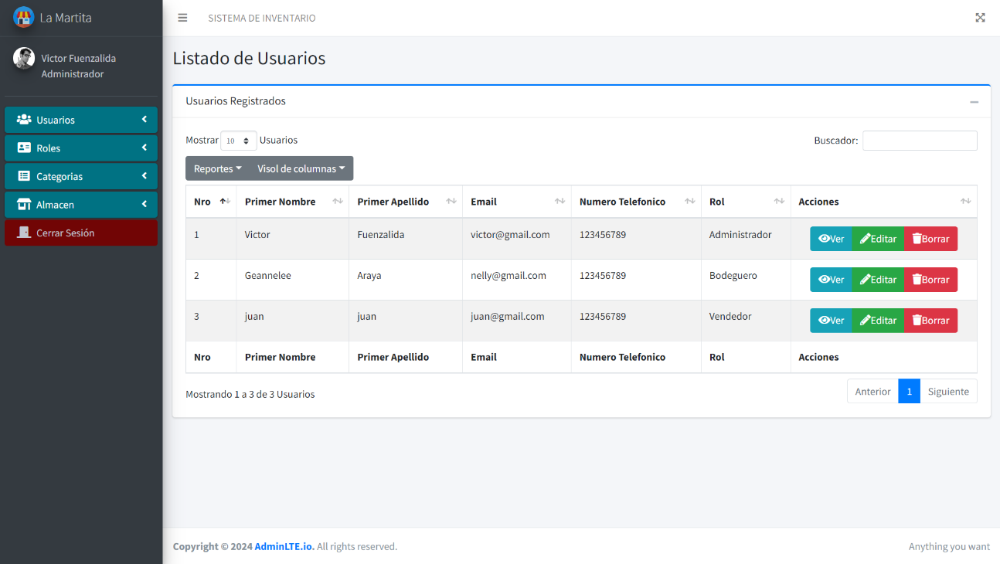 La Martita
SISTEMA DE INVENTARIO
Victor Fuenzalida
Administrador
Usuarios
Roles
Categorias
Almacen
Cerrar Sesión
Listado de Usuarios
Usuarios Registrados
Mostrar 10 Usuarios
Buscador:
Reportes Visol de columnas
Nro Primer Nombre Primer Apellido Email Numero Telefonico Rol Acciones
1 Victor Fuenzalida victor@gmail.com 123456789 Administrador Ver Editar Borrar
2 Geannelee Araya nelly@gmail.com 123456789 Bodeguero Ver Editar Borrar
3 juan juan juan@gmail.com 123456789 Vendedor Ver Editar Borrar
Nro Primer Nombre Primer Apellido Email Numero Telefonico Rol Acciones
Mostrando 1 a 3 de 3 Usuarios
Anterior 1 Siguiente
Copyright © 2024 AdminLTE.io. All rights reserved.
Anything you want